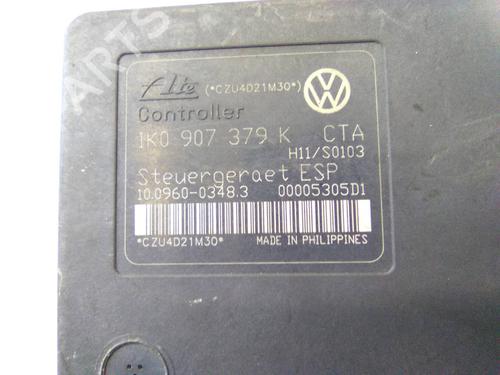 Ate (*CZU4D21M30*)
Controller
1K0 907 379 K CTA
H11/S0103
Steuergeraet ESP
10.0960-0348.3 00005305D1
*CZU4D21M30*
MADE IN PHILIPPINES